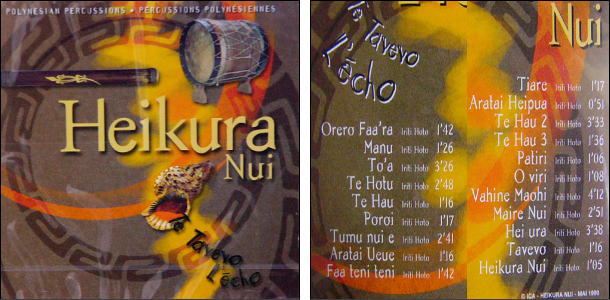 POLYNESIAN PERCUSSIONS • PERCUSSIONS POLYNESIENNES
Heikura
Nui
Te Tavevo
L'écho
Nui
Te Tavevo
L'écho
Orero Faa'ra Iriti Hoto 1'42
Manu Iriti Hoto 1'26
To'a Iriti Hoto 3'26
Te Hotu Iriti Hoto 2'48
Te Hau Iriti Hoto 1'16
Poroi Iriti Hoto 1'17
Tumu nui e Iriti Hoto 2'41
Aratai Ueue Iriti Hoto 1'16
Faa teni teni Iriti Hoto 1'42
Tiare Iriti Hoto 1'17
Aratai Heipua Iriti Hoto 0'51
Te Hau 2 Iriti Hoto 3'33
Te Hau 3 Iriti Hoto 1'36
Patiri Iriti Hoto 1'06
O viri Iriti Hoto 1'08
Vahine Maohi Iriti Hoto 4'12
Maire Nui Iriti Hoto 2'51
Hei ura Iriti Hoto 3'38
Tavevo Iriti Hoto 1'16
Heikura Nui Iriti Hoto 1'05
© ICA - HEIKURA NUI - MAI 1999